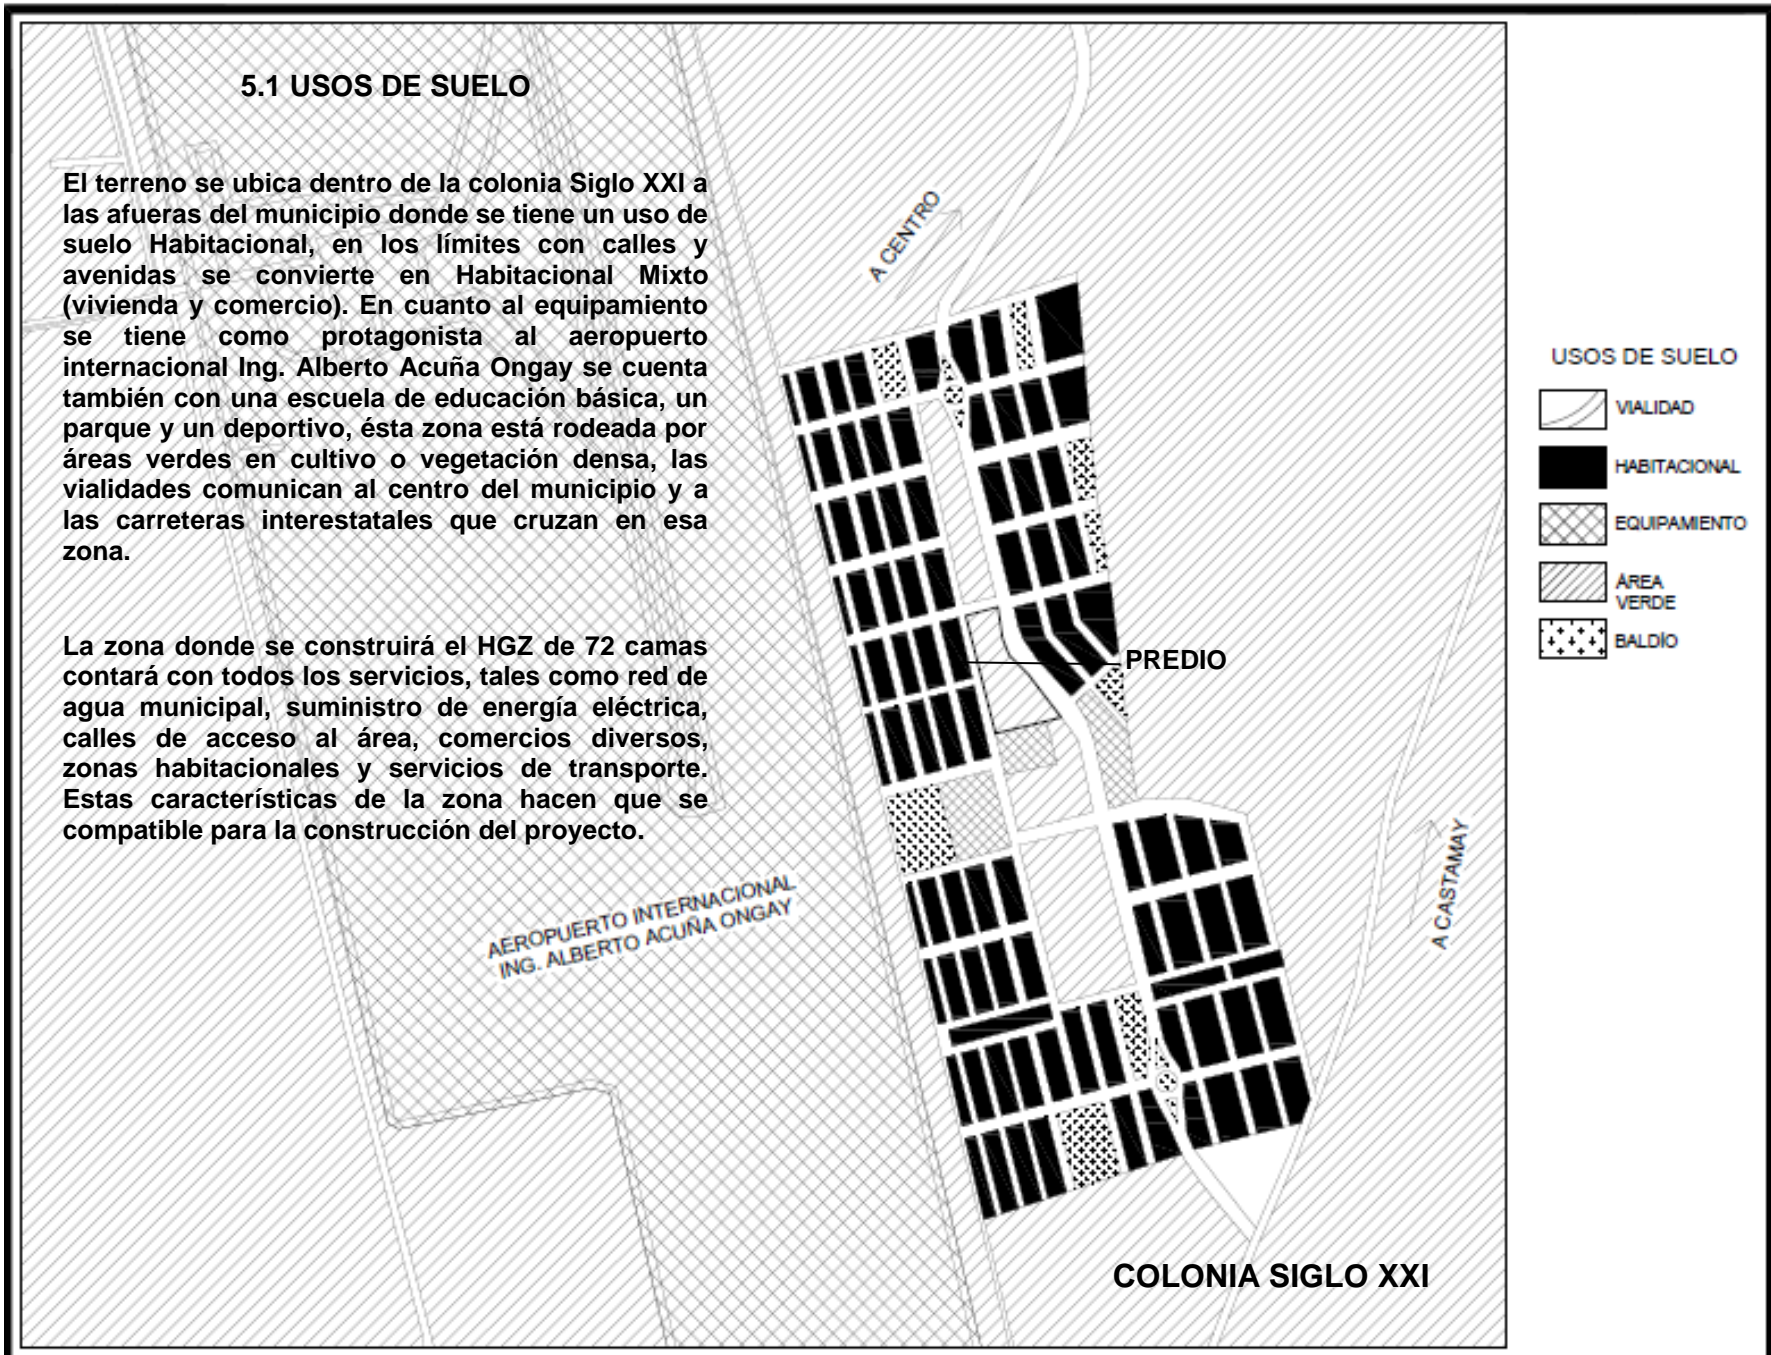 5.1 USOS DE SUELO
El terreno se ubica dentro de la colonia Siglo XXI a
las afueras del municipio donde se tiene un uso de
suelo Habitacional, en los límites con calles y
avenidas se convierte en Habitacional Mixto
(vivienda y comercio). En cuanto al equipamiento
se tiene como protagonista al aeropuerto
internacional Ing. Alberto Acuña Ongay se cuenta
también con una escuela de educación básica, un
parque y un deportivo, ésta zona está rodeada por
áreas verdes en cultivo o vegetación densa, las
vialidades comunican al centro del municipio y a
las carreteras interestatales que cruzan en esa
zona.
La zona donde se construirá el HGZ de 72 camas
contará con todos los servicios, tales como red de
agua municipal, suministro de energía eléctrica,
calles de acceso al área, comercios diversos,
zonas habitacionales y servicios de transporte.
Estas características de la zona hacen que se
compatible para la construcción del proyecto.
A CENTRO
PREDIO
AEROPUERTO INTERNACIONAL
ING. ALBERTO ACUÑA ONGAY
A CASTAMAY
COLONIA SIGLO XXI
USOS DE SUELO
VIALIDAD
HABITACIONAL
EQUIPAMIENTO
ÁREA
VERDE
BALDÍO